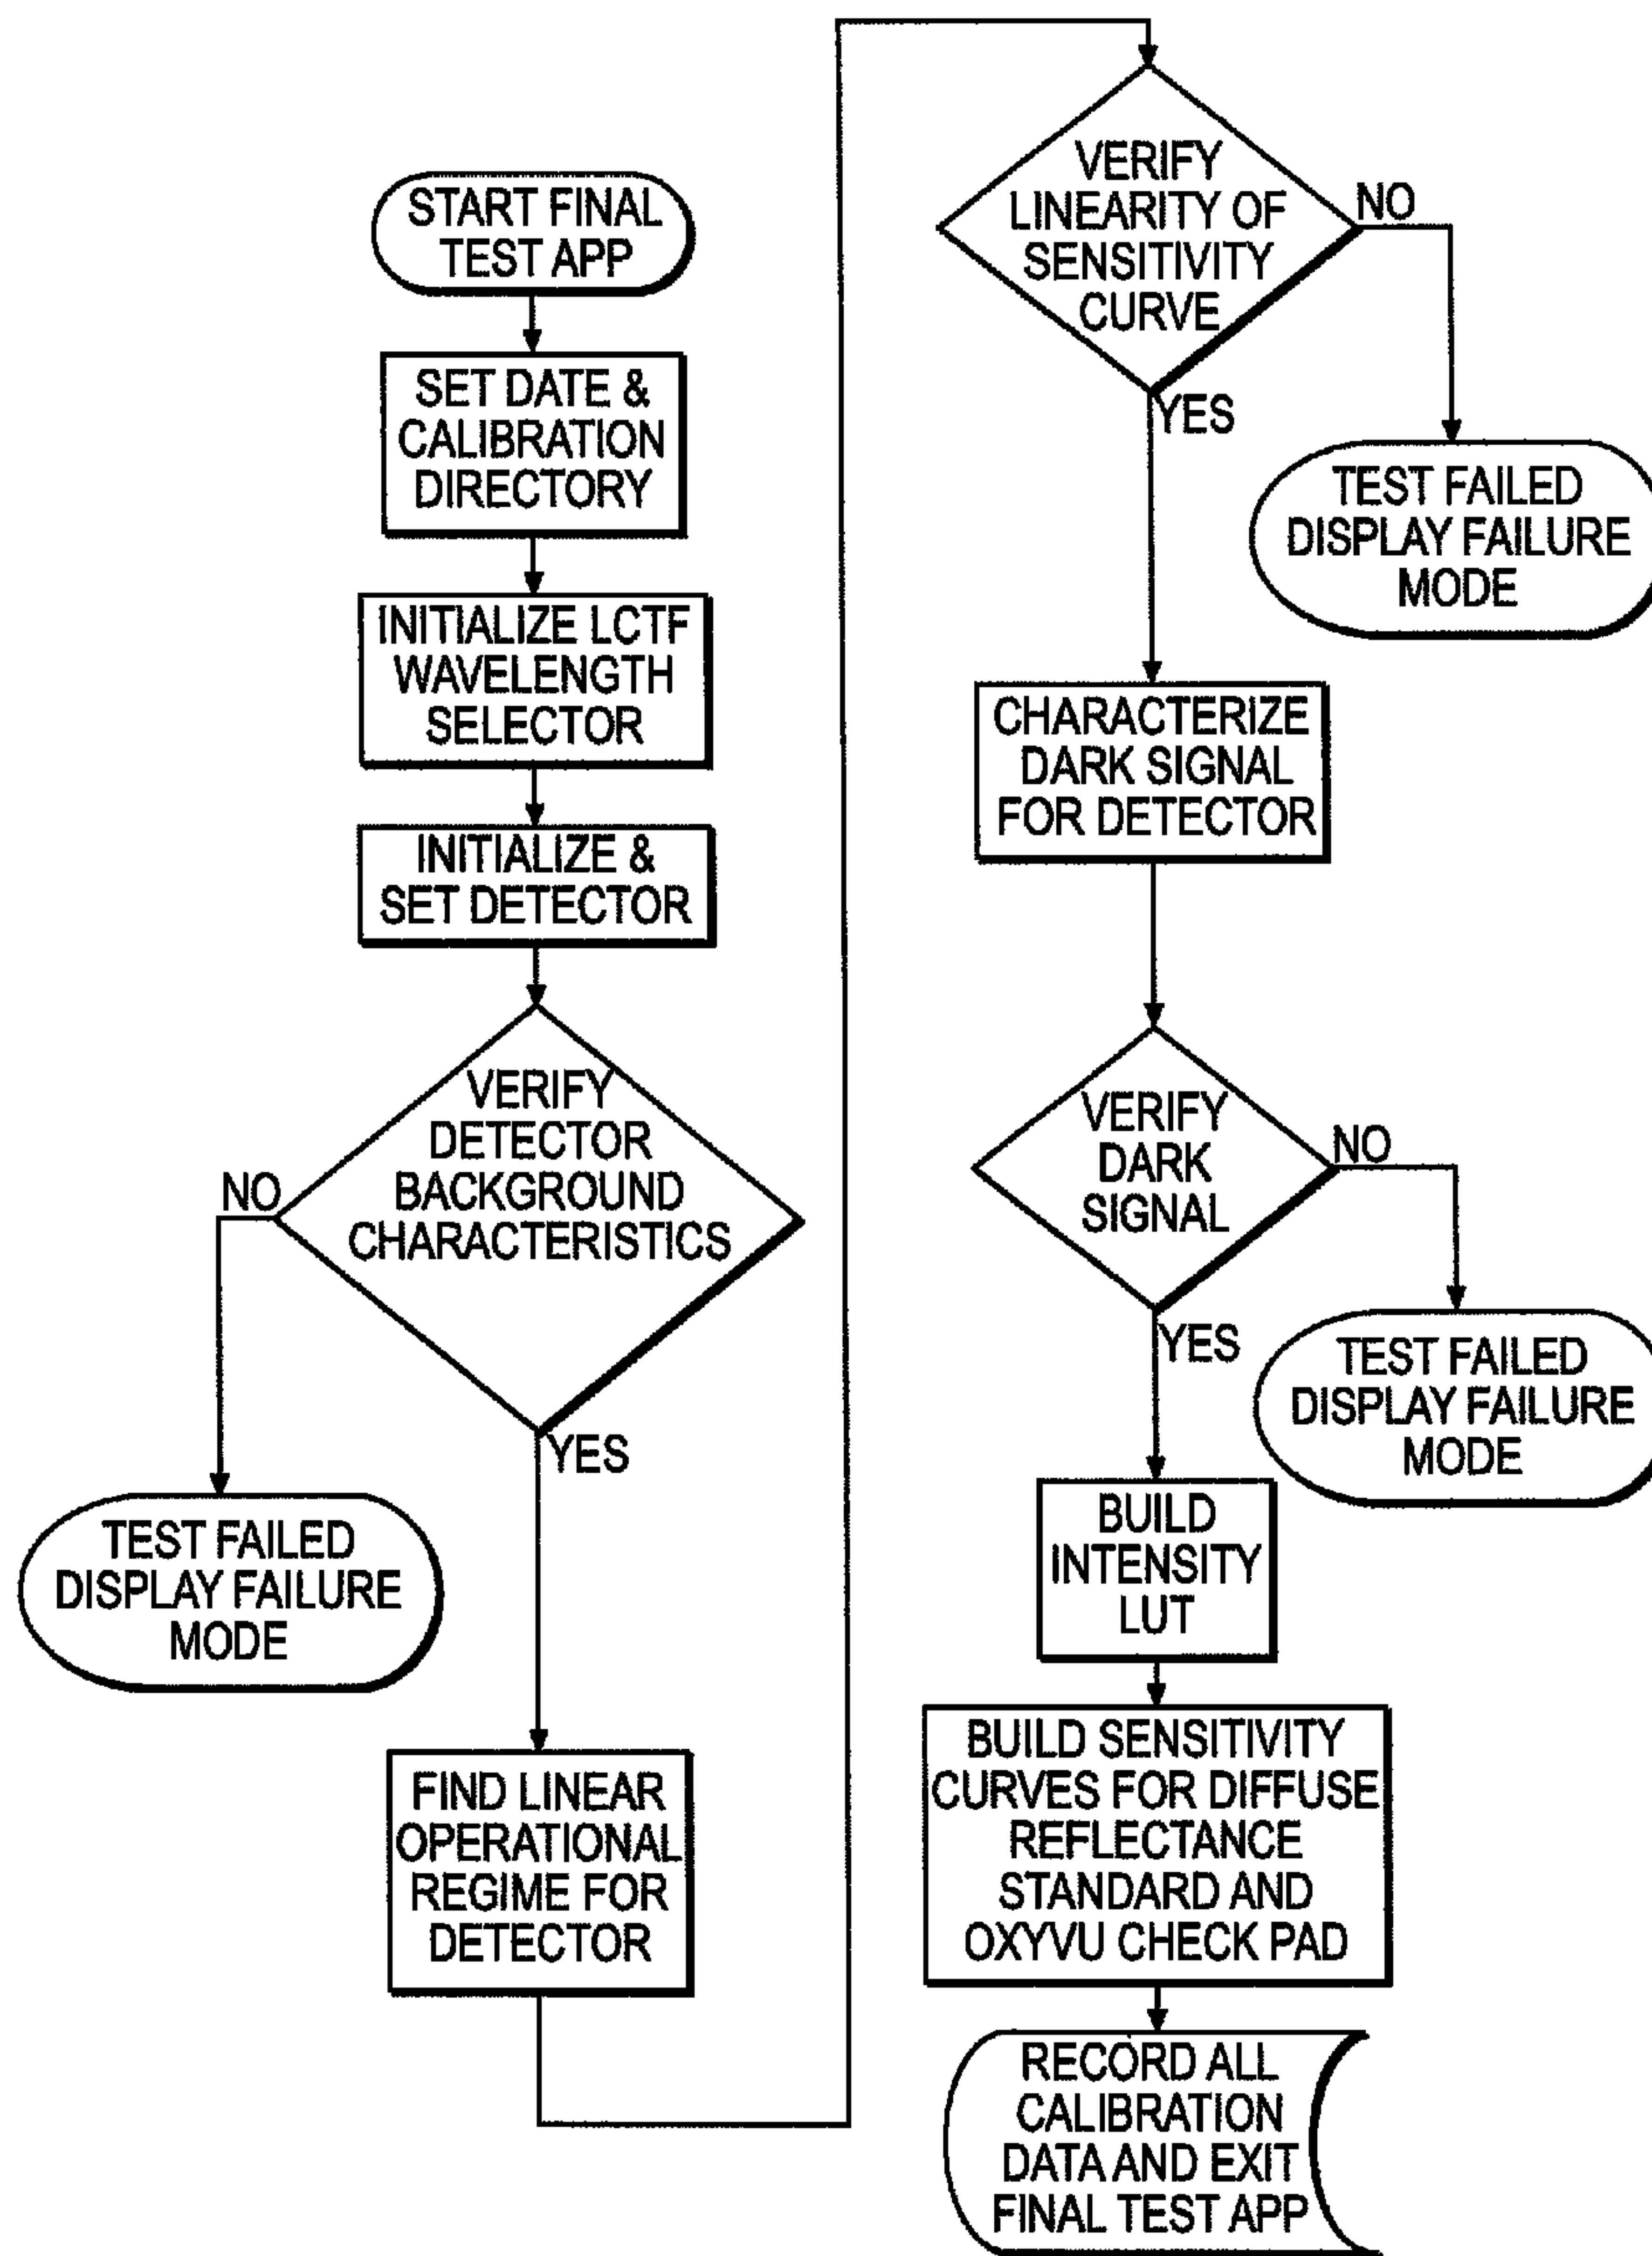 START FINAL
TEST APP
SET DATE &
CALIBRATION
DIRECTORY
INITIALIZE LCTF
WAVELENGTH
SELECTOR
INITIALIZE &
SET DETECTOR
VERIFY
DETECTOR
BACKGROUND
CHARACTERISTICS
NO
YES
TEST FAILED
DISPLAY FAILURE
MODE
FIND LINEAR
OPERATIONAL
REGIME FOR
DETECTOR
VERIFY
LINEARITY OF
SENSITIVITY
CURVE
NO
YES
TEST FAILED
DISPLAY FAILURE
MODE
CHARACTERIZE
DARK SIGNAL
FOR DETECTOR
VERIFY
DARK
SIGNAL
NO
YES
TEST FAILED
DISPLAY FAILURE
MODE
BUILD
INTENSITY
LUT
BUILD SENSITIVITY
CURVES FOR DIFFUSE
REFLECTANCE
STANDARD AND
OXYVU CHECK PAD
RECORD ALL
CALIBRATION
DATA AND EXIT
FINAL TEST APP